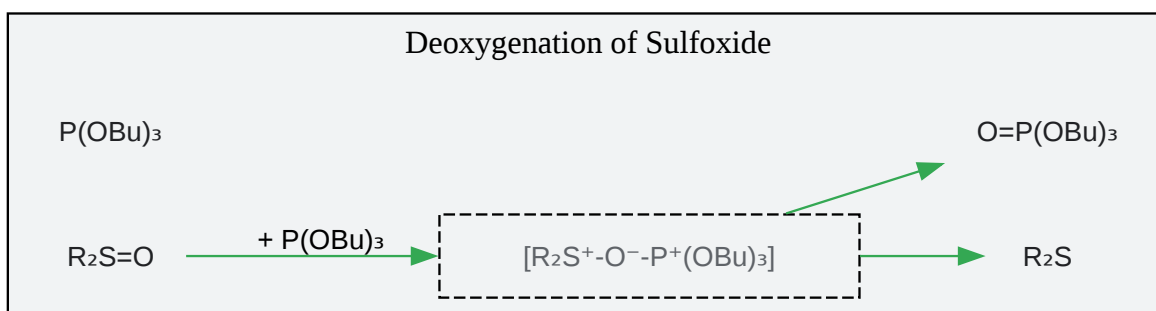 Deoxygenation of Sulfoxide
P(OBu)₃
O=P(OBu)₃
+ P(OBu)₃
R₂S=O
[R₂S⁺-O⁻-P⁺(OBu)₃]
R₂S